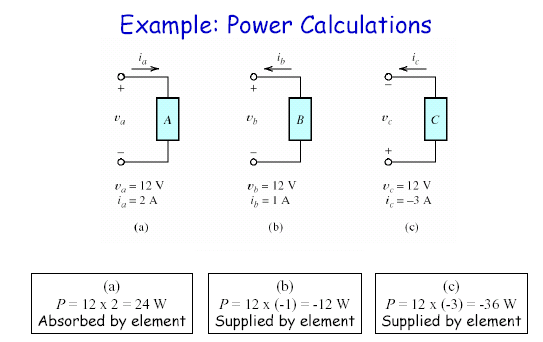 Example: Power Calculations
i_a
i_b
i_c
+
+
−
v_a
A
v_b
B
v_c
C
−
−
+
v_a = 12 V
i_a = 2 A
v_b = 12 V
i_b = 1 A
v_c = 12 V
i_c = −3 A
(a)
(b)
(c)
(a)
P = 12 x 2 = 24 W
Absorbed by element
(b)
P = 12 x (-1) = -12 W
Supplied by element
(c)
P = 12 x (-3) = -36 W
Supplied by element